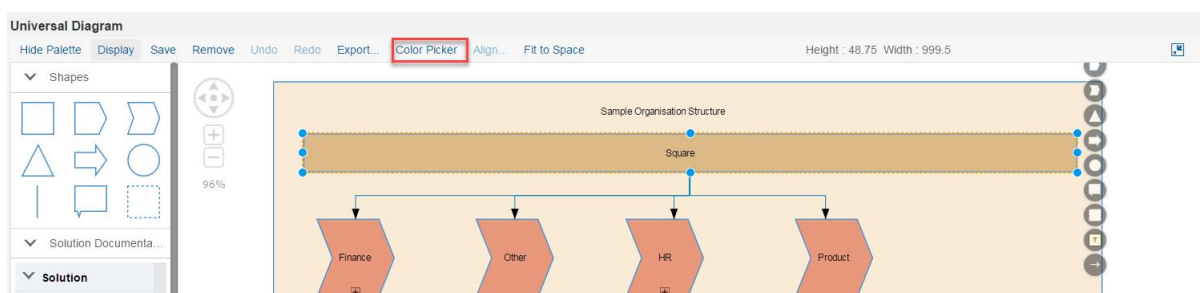 Universal Diagram
Hide Palette Display Save Remove Undo Redo Export... Color Picker Align... Fit to Space Height : 48.75 Width : 999.5
Shapes
Sample Organisation Structure
Square
96%
Solution Documenta...
Finance Other HR Product
Solution
T